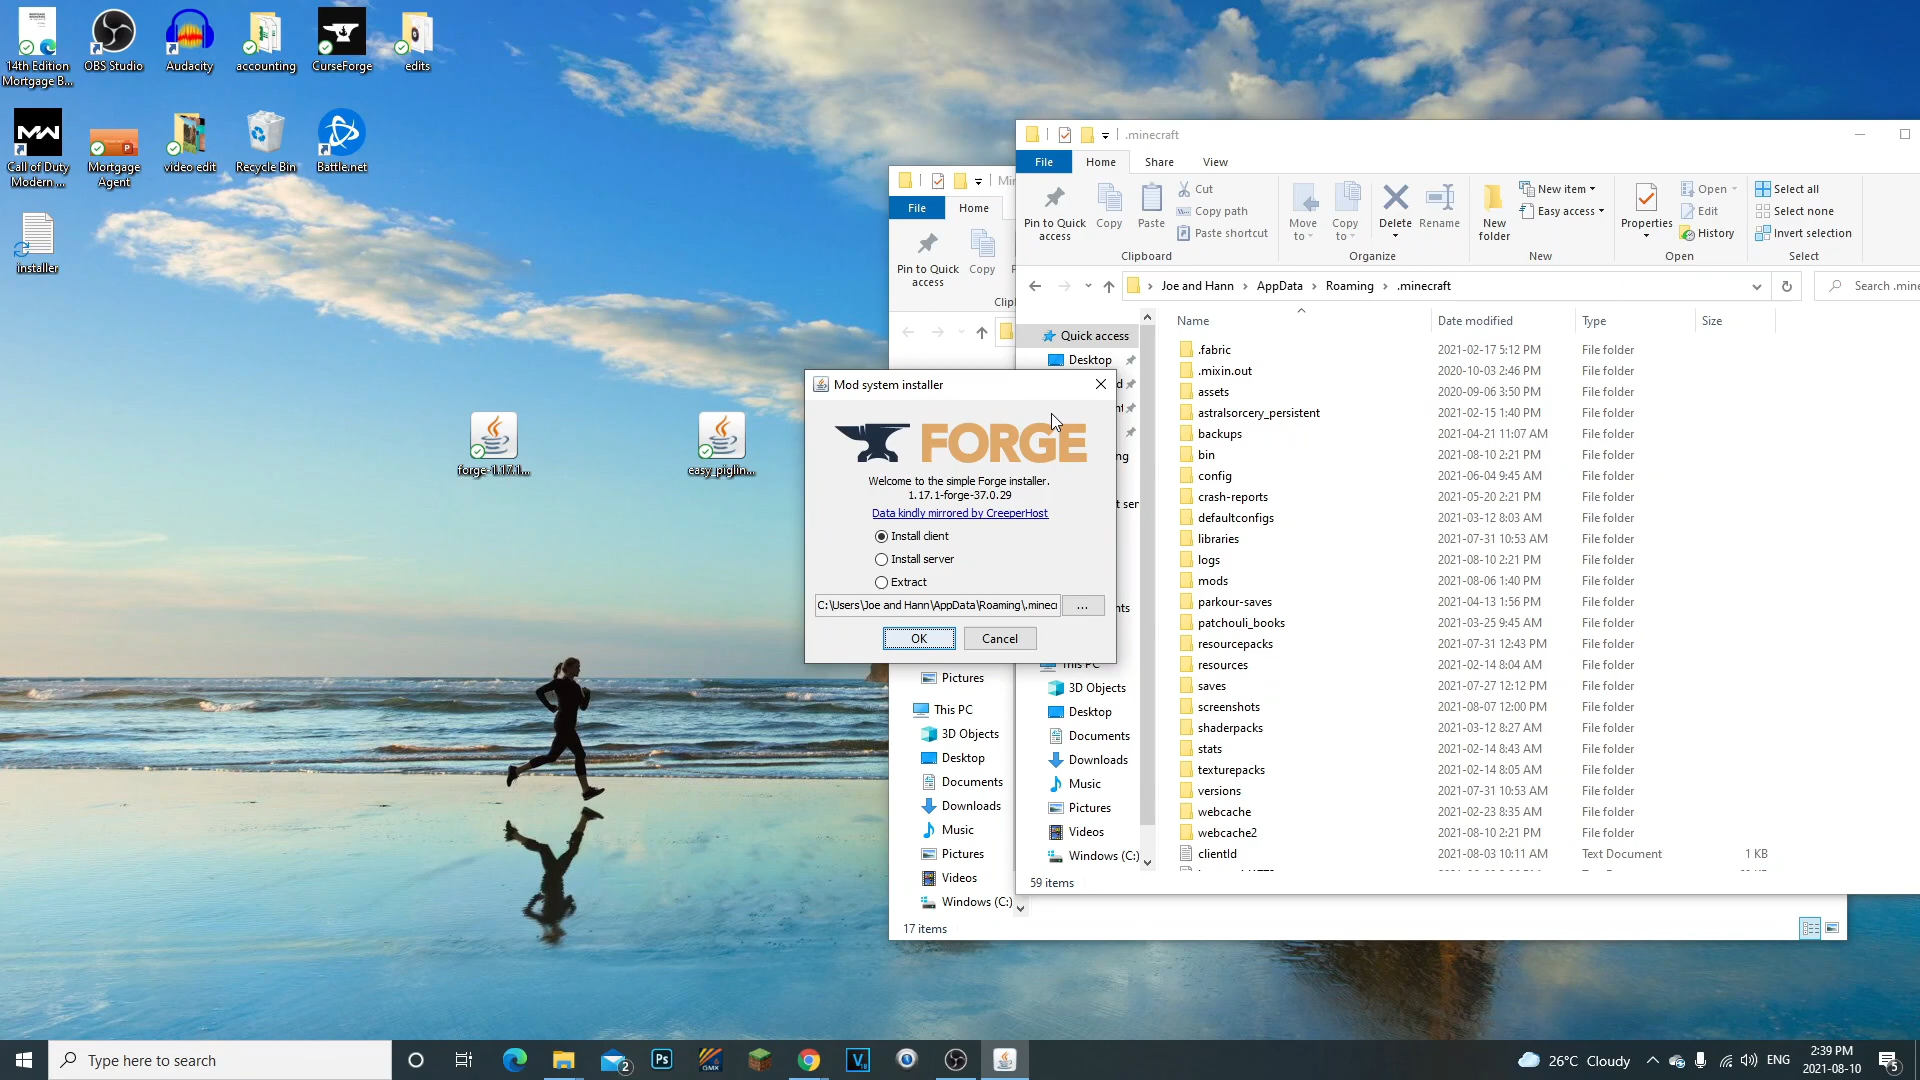 14th Edition
Mortgage B...
OBS Studio
Audacity
accounting
CurseForge
edits
MW
Call of Duty
Modern ...
Mortgage
Agent
video edit
Recycle Bin
Battle.net
installer
forge-1.17.1...
easy_piglin...
File
Home
Pin to Quick
access
Copy
Pictures
This PC
3D Objects
Desktop
Documents
Downloads
Music
Pictures
Videos
Windows (C:)
17 items
.minecraft
File
Home
Share
View
Pin to Quick
access
Copy
Paste
Cut
Copy path
Paste shortcut
Clipboard
Move
to
Copy
to
Delete
Rename
Organize
New
folder
New item
Easy access
New
Properties
Open
Edit
History
Open
Select all
Select none
Invert selection
Select
Joe and Hann > AppData > Roaming > .minecraft
Search .mine
Quick access
Desktop
This PC
3D Objects
Desktop
Documents
Downloads
Music
Pictures
Videos
Windows (C:)
Name Date modified Type Size
.fabric 2021-02-17 5:12 PM File folder
.mixin.out 2020-10-03 2:46 PM File folder
assets 2020-09-06 3:50 PM File folder
astralsorcery_persistent 2021-02-15 1:40 PM File folder
backups 2021-04-21 11:07 AM File folder
bin 2021-08-10 2:21 PM File folder
config 2021-06-04 9:45 AM File folder
crash-reports 2021-05-20 2:21 PM File folder
defaultconfigs 2021-03-12 8:03 AM File folder
libraries 2021-07-31 10:53 AM File folder
logs 2021-08-10 2:21 PM File folder
mods 2021-08-06 1:40 PM File folder
parkour-saves 2021-04-13 1:56 PM File folder
patchouli_books 2021-03-25 9:45 AM File folder
resourcepacks 2021-07-31 12:43 PM File folder
resources 2021-02-14 8:04 AM File folder
saves 2021-07-27 12:12 PM File folder
screenshots 2021-08-07 12:00 PM File folder
shaderpacks 2021-03-12 8:27 AM File folder
stats 2021-02-14 8:43 AM File folder
texturepacks 2021-02-14 8:05 AM File folder
versions 2021-07-31 10:53 AM File folder
webcache 2021-02-23 8:35 AM File folder
webcache2 2021-08-10 2:21 PM File folder
clientId 2021-08-03 10:11 AM Text Document 1 KB
59 items
Mod system installer
FORGE
Welcome to the simple Forge installer.
1.17.1-forge-37.0.29
Data kindly mirrored by CreeperHost
Install client
Install server
Extract
C:\Users\Joe and Hann\AppData\Roaming\.minec
...
OK
Cancel
Type here to search
2
Ps
GMX
26°C Cloudy
ENG
2:39 PM
2021-08-10
5